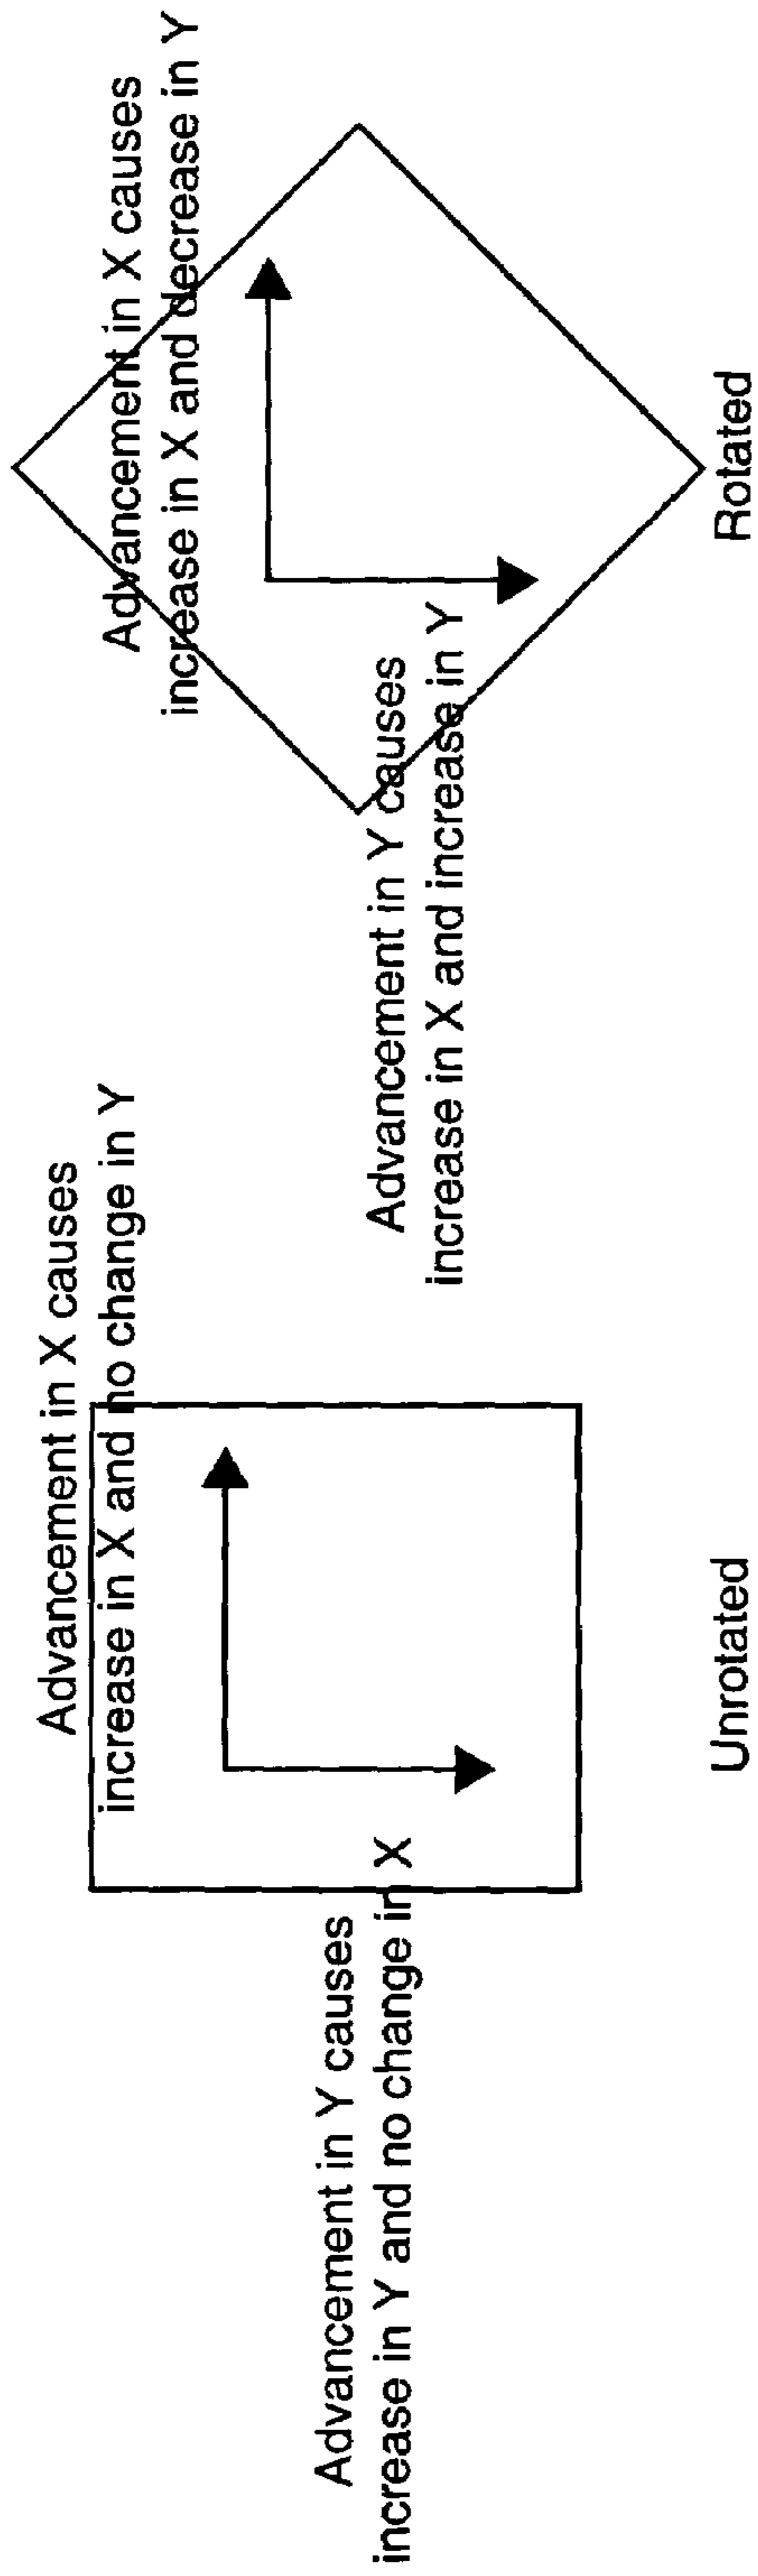 Advancement in X causes
increase in X and no change in Y
Advancement in Y causes
increase in Y and no change in X
Unrotated
Advancement in X causes
increase in X and decrease in Y
Advancement in Y causes
increase in X and increase in Y
Rotated